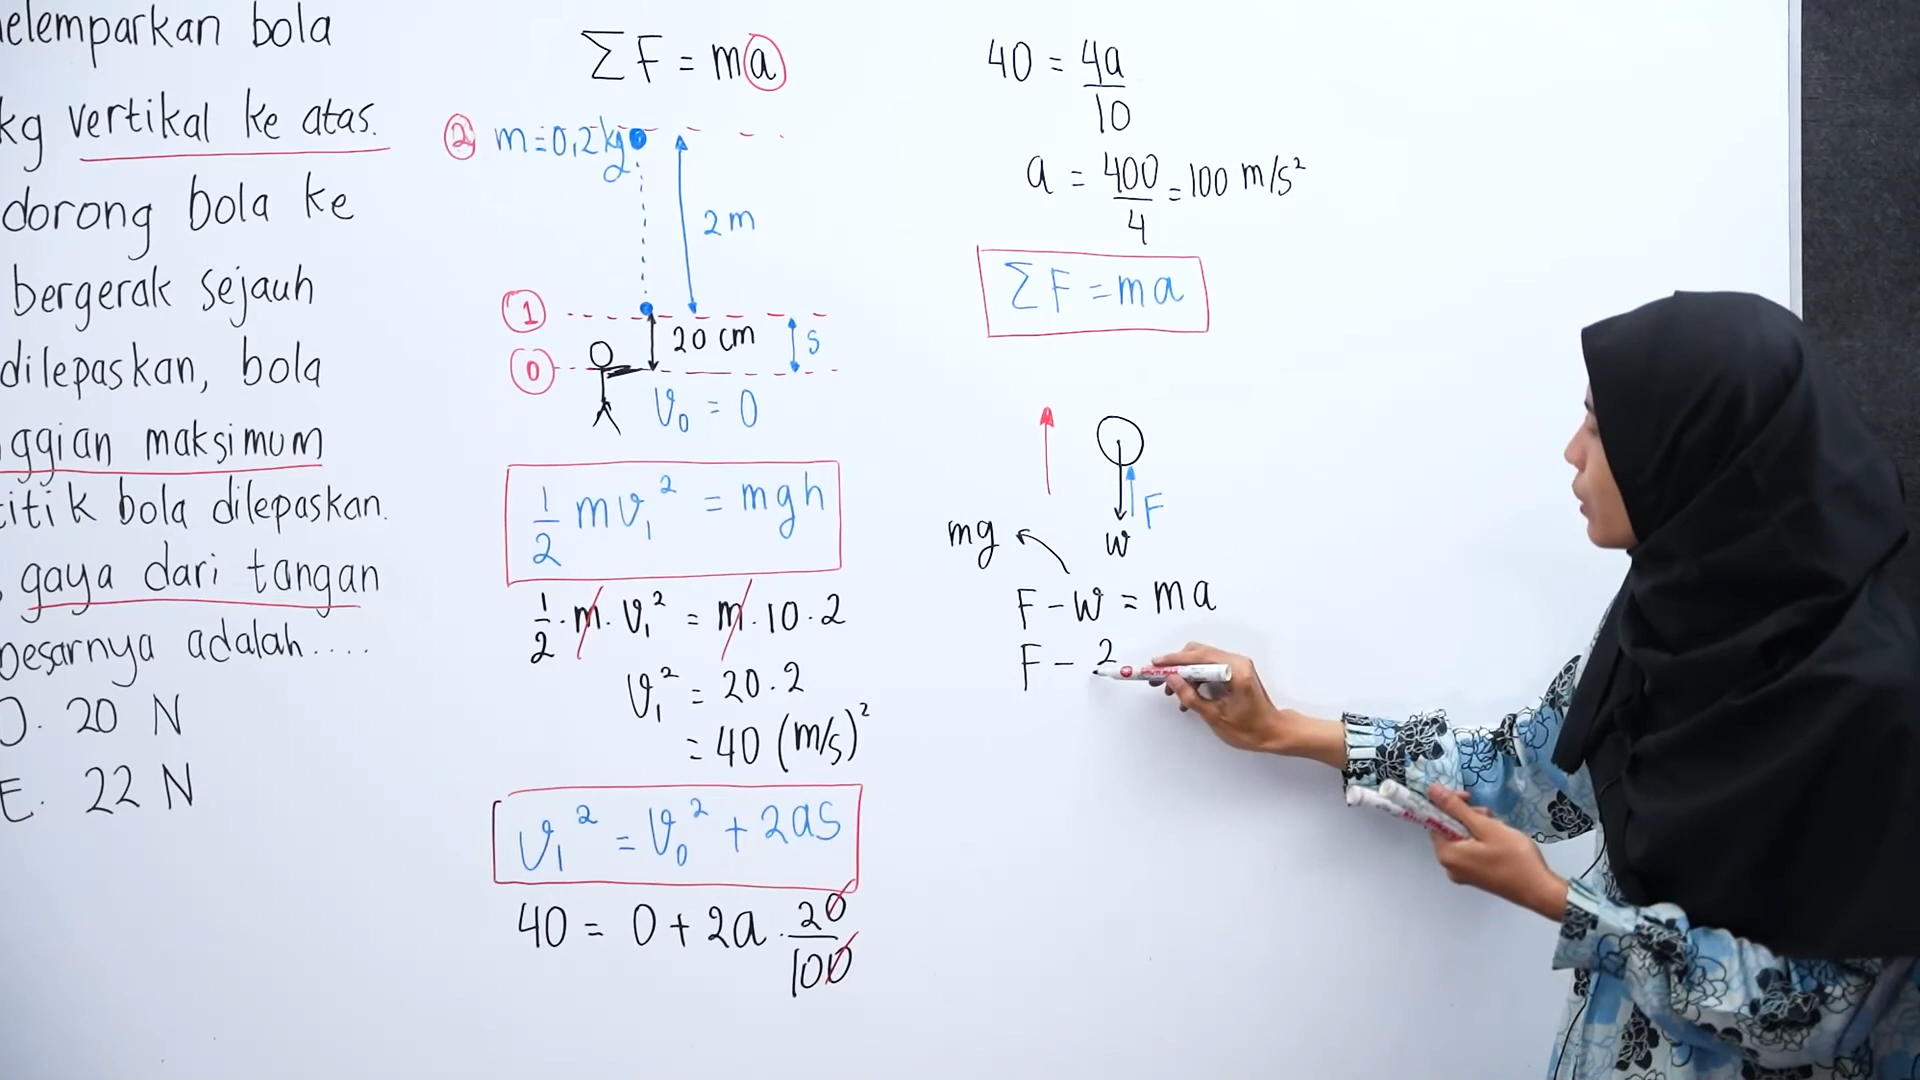 elemparkan bola
kg vertikal ke atas.
dorong bola ke
bergerak sejauh
dilepaskan, bola
ggian maksimum
titik bola dilepaskan.
gaya dari tangan
besarnya adalah....
D. 20 N
E. 22 N
ΣF = ma
2 m = 0,2 kg
2 m
1
20 cm
s
0
V₀ = 0
1/2 mv₁² = mgh
1/2 . m . v₁² = m . 10 . 2
v₁² = 20 . 2
= 40 (m/s)²
v₁² = v₀² + 2as
40 = 0 + 2a . 20/100
40 = 4a/10
a = 400/4 = 100 m/s²
ΣF = ma
F
mg
w
F - w = ma
F - 2